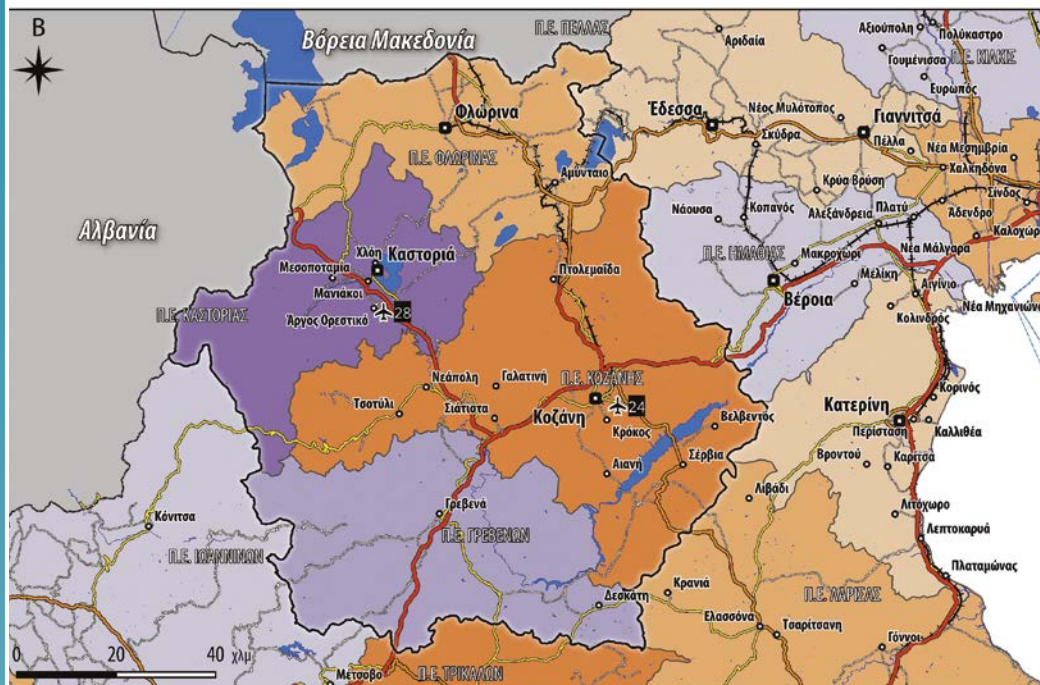 Β
Βόρεια Μακεδονία
Π.Ε. ΠΕΛΛΑΣ
Αριδαία
Αξιούπολη
Πολύκαστρο
Γουμένισσα
Π.Ε. ΚΙΛΚΙΣ
Ευρωπός
Φλώρινα
Έδεσσα
Νέος Μυλότοπος
Γιαννιτσά
Σκύδρα
Πέλλα
Νέα Μεσημβρία
Π.Ε. ΦΛΩΡΙΝΑΣ
Χαλκηδόνα
Αμύνταιο
Κρύα Βρύση
Σίνδος
Νάουσα
Κοπανός
Αλεξάνδρεια
Πλατύ
Άδενδρο
Αλβανία
Καλοχώρι
Χλόη
Καστοριά
Π.Ε. ΗΜΑΘΙΑΣ
Μακροχώρι
Νέα Μάλγαρα
Μεσοποταμία
Πτολεμαΐδα
Μελίκη
Αιγίνιο
Μανιάκοι
Βέροια
Π.Ε. ΚΑΣΤΟΡΙΑΣ
Άργος Ορεστικό
28
Κολινδρός
Νέα Μηχανιώνα
Νεάπολη
Γαλατινή
Π.Ε. ΚΟΖΑΝΗΣ
Κορινός
Τσοτύλι
Σιάτιστα
Κοζάνη
24
Βελβεντός
Κατερίνη
Κρόκος
Περίσταση
Καλλιθέα
Αιανή
Σέρβια
Βροντού
Καρίτσα
Λιβάδι
Γρεβενά
Λιτόχωρο
Κόνιτσα
Π.Ε. ΓΡΕΒΕΝΩΝ
Λεπτοκαρυά
Π.Ε. ΙΩΑΝΝΙΝΩΝ
Πλαταμώνας
Κρανιά
Δεσκάτη
Π.Ε. ΛΑΡΙΣΑΣ
Ελασσόνα
Τσαρίτσανη
Γόννοι
0 20 40 χλμ
Μέτσοβο
Π.Ε. ΤΡΙΚΑΛΩΝ